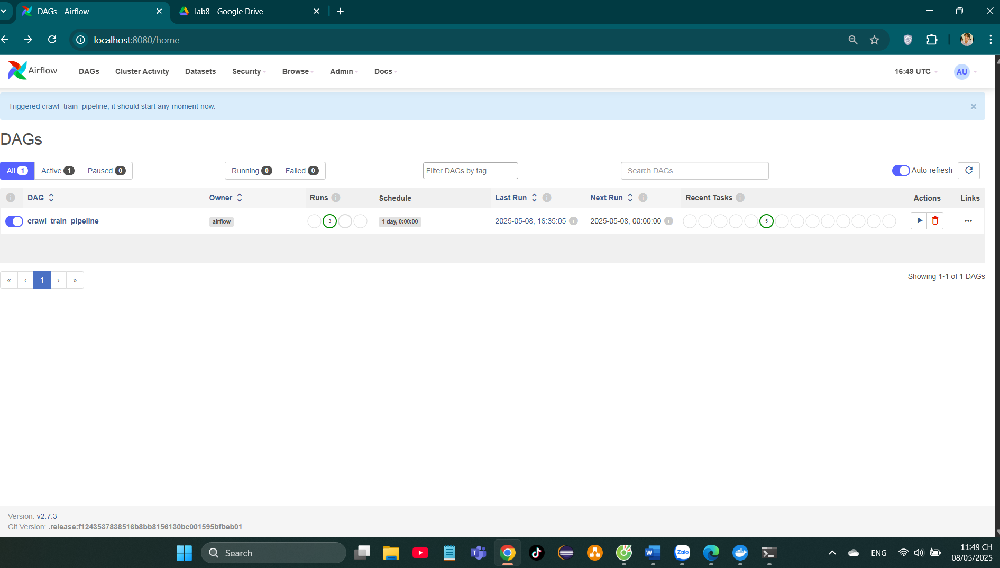 DAGs - Airflow
lab8 - Google Drive
localhost:8080/home
Airflow
DAGs
Cluster Activity
Datasets
Security
Browse
Admin
Docs
16:49 UTC
AU
Triggered crawl_train_pipeline, it should start any moment now.
×
DAGs
All 1
Active 1
Paused 0
Running 0
Failed 0
Filter DAGs by tag
Search DAGs
Auto-refresh
DAG
Owner
Runs
Schedule
Last Run
Next Run
Recent Tasks
Actions
Links
crawl_train_pipeline
airflow
3
1 day, 0:00:00
2025-05-08, 16:35:05
2025-05-08, 00:00:00
5
« ‹ 1 › »
Showing 1-1 of 1 DAGs
Version: v2.7.3
Git Version: .release:f1243537838516b8bb8156130bc001595bfbeb01
Search
Zalo
ENG
11:49 CH
08/05/2025